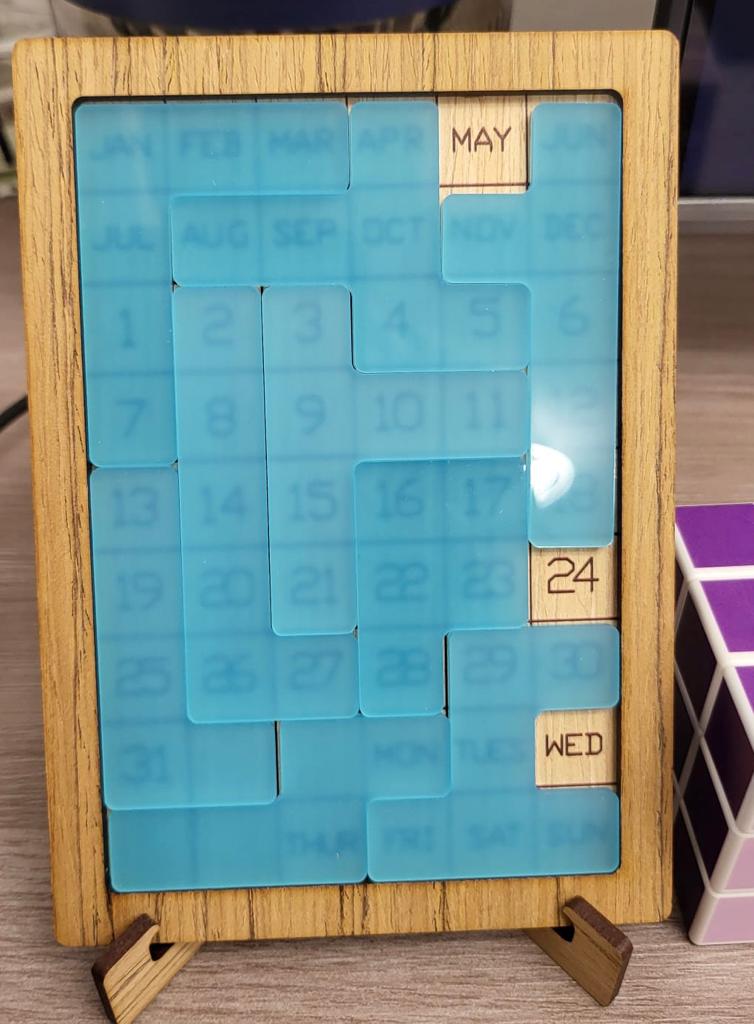 JAN FEB MAR APR MAY JUN
JUL AUG SEP OCT NOV DEC
1 2 3 4 5 6
7 8 9 10 11 12
13 14 15 16 17 18
19 20 21 22 23 24
25 26 27 28 29 30
31 MON TUES WED
THUR FRI SAT SUN